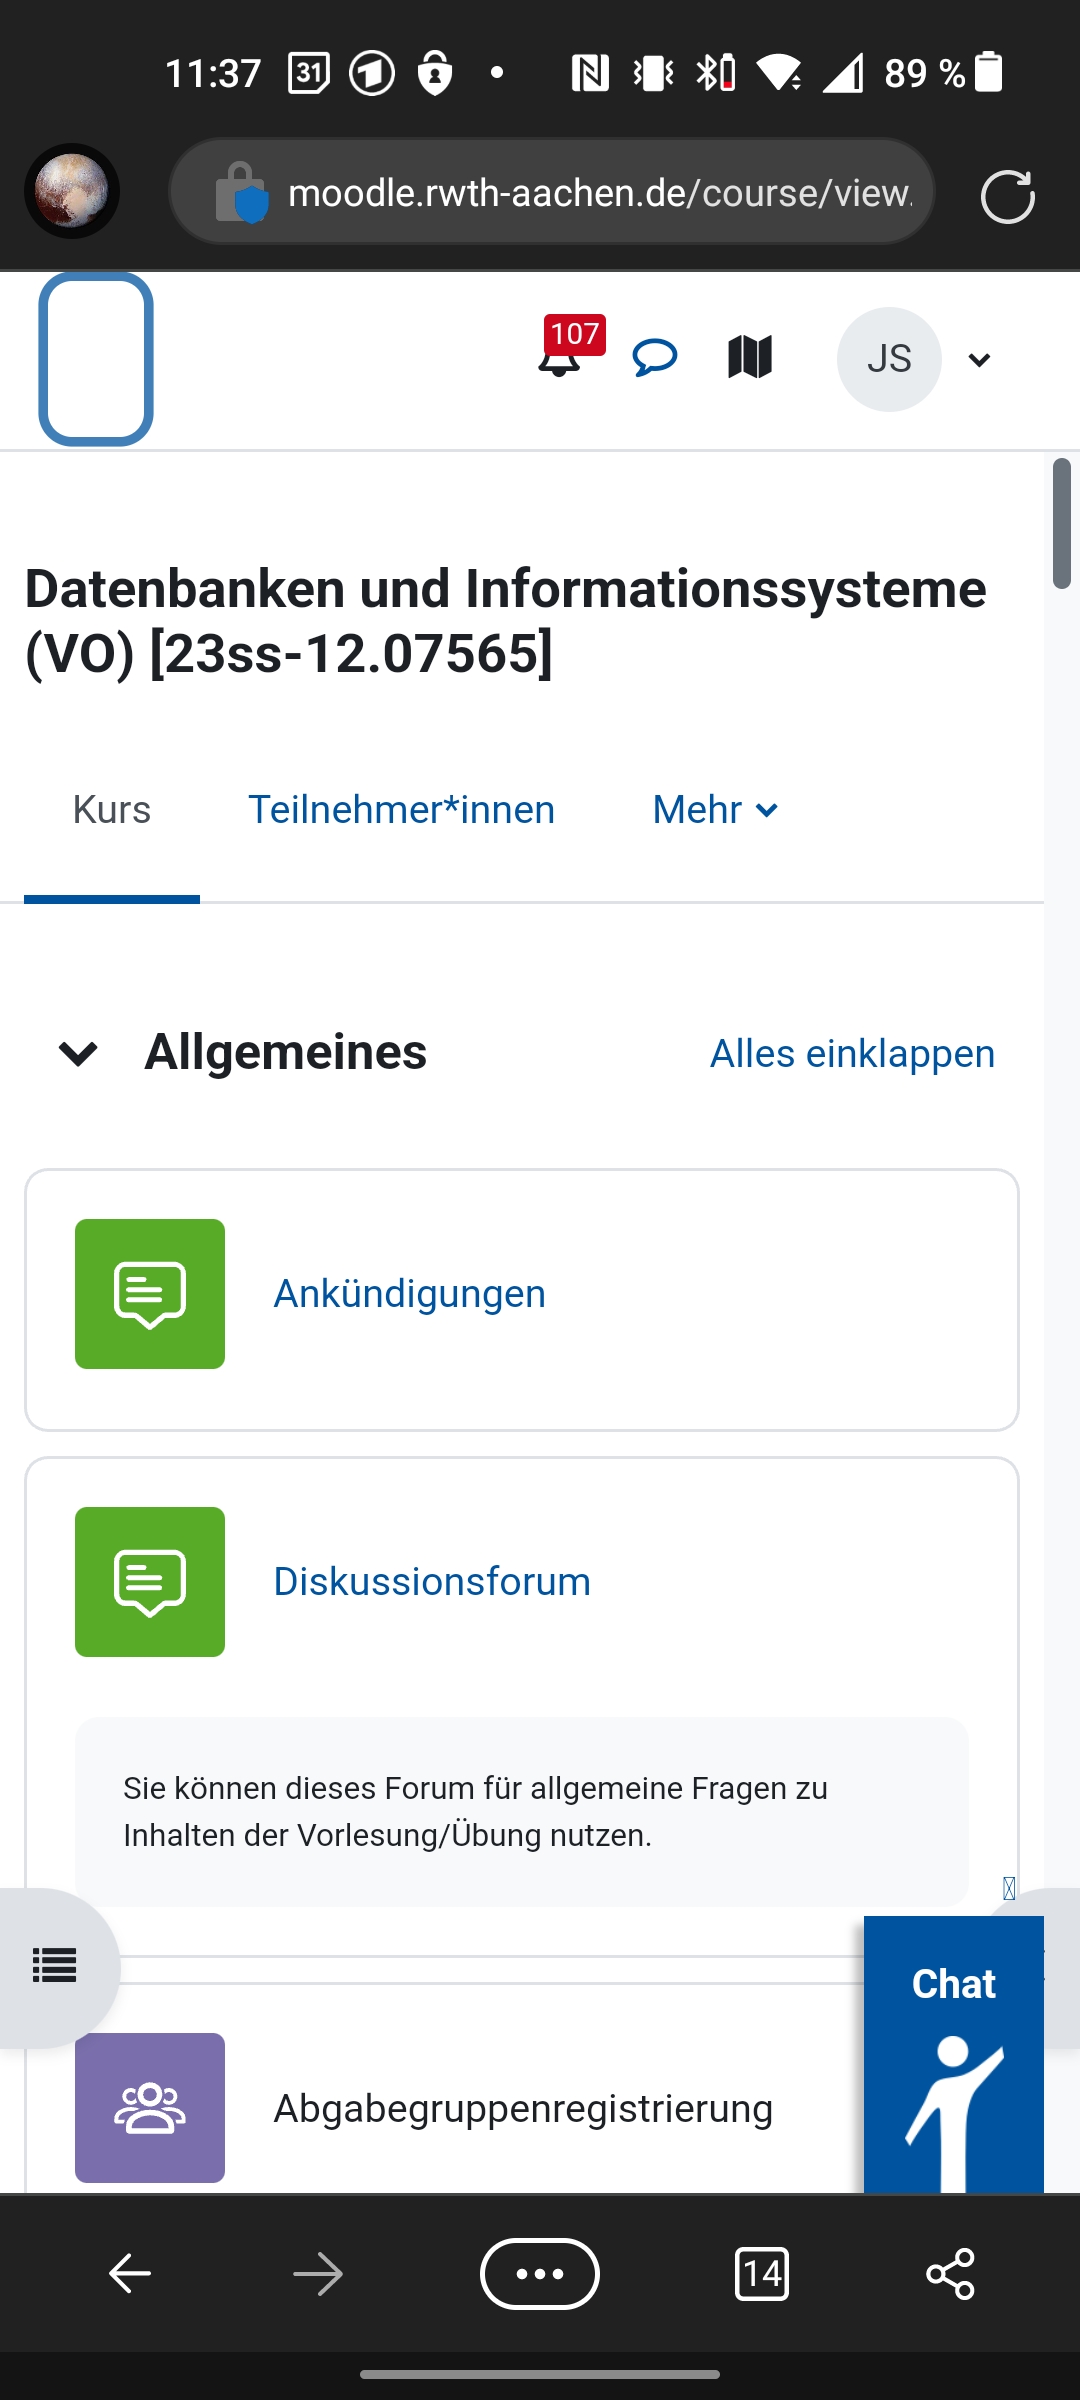 11:37 31 89 %
moodle.rwth-aachen.de/course/view.
107
JS
Datenbanken und Informationssysteme
(VO) [23ss-12.07565]
Kurs Teilnehmer*innen Mehr
Allgemeines Alles einklappen
Ankündigungen
Diskussionsforum
Sie können dieses Forum für allgemeine Fragen zu
Inhalten der Vorlesung/Übung nutzen.
Chat
Abgabegruppenregistrierung
14